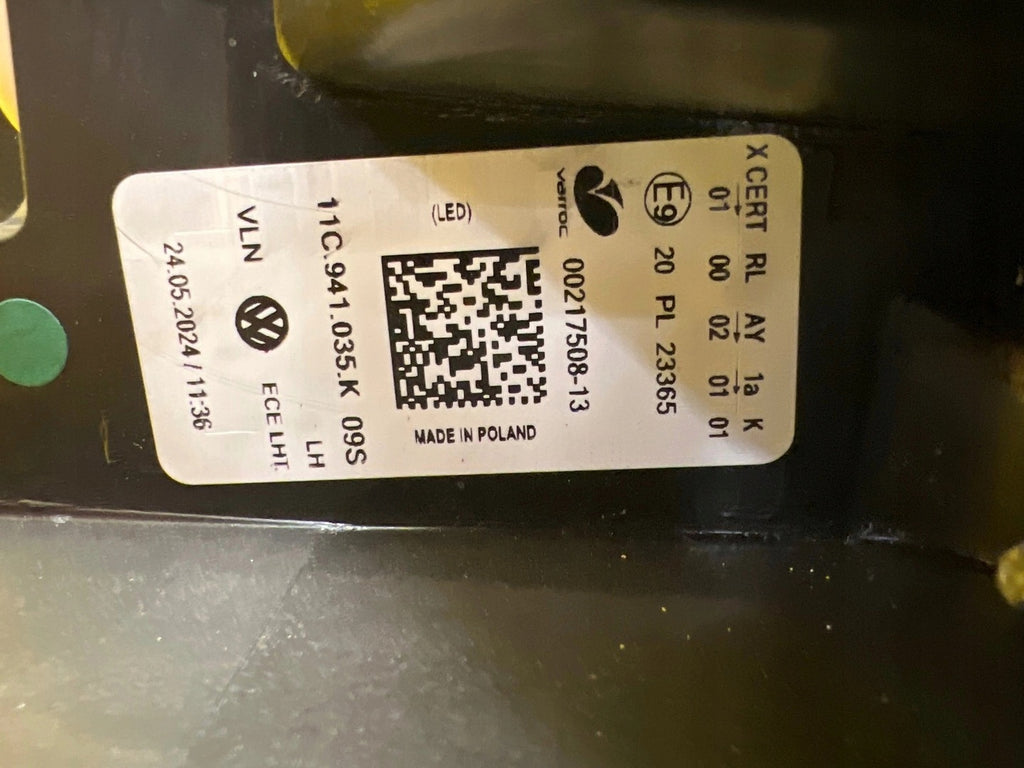 X CERT RL AY 1a K
01 00 02 01 01
E9 20 PL 23365
varroc 00217508-13
(LED) MADE IN POLAND
11C.941.035.K 09S
LH
VLN ECE LHT
24.05.2024 / 11:36